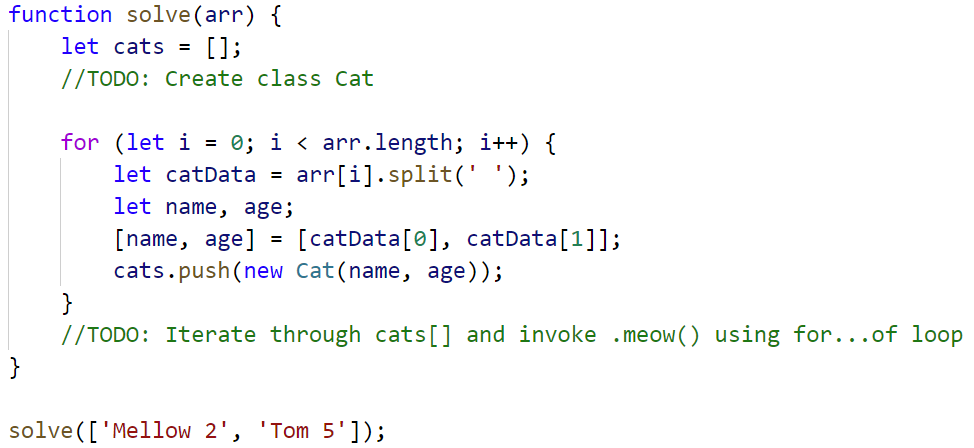 function solve(arr) {
    let cats = [];
    //TODO: Create class Cat

    for (let i = 0; i < arr.length; i++) {
        let catData = arr[i].split(' ');
        let name, age;
        [name, age] = [catData[0], catData[1]];
        cats.push(new Cat(name, age));
    }
    //TODO: Iterate through cats[] and invoke .meow() using for...of loop
}

solve(['Mellow 2', 'Tom 5']);